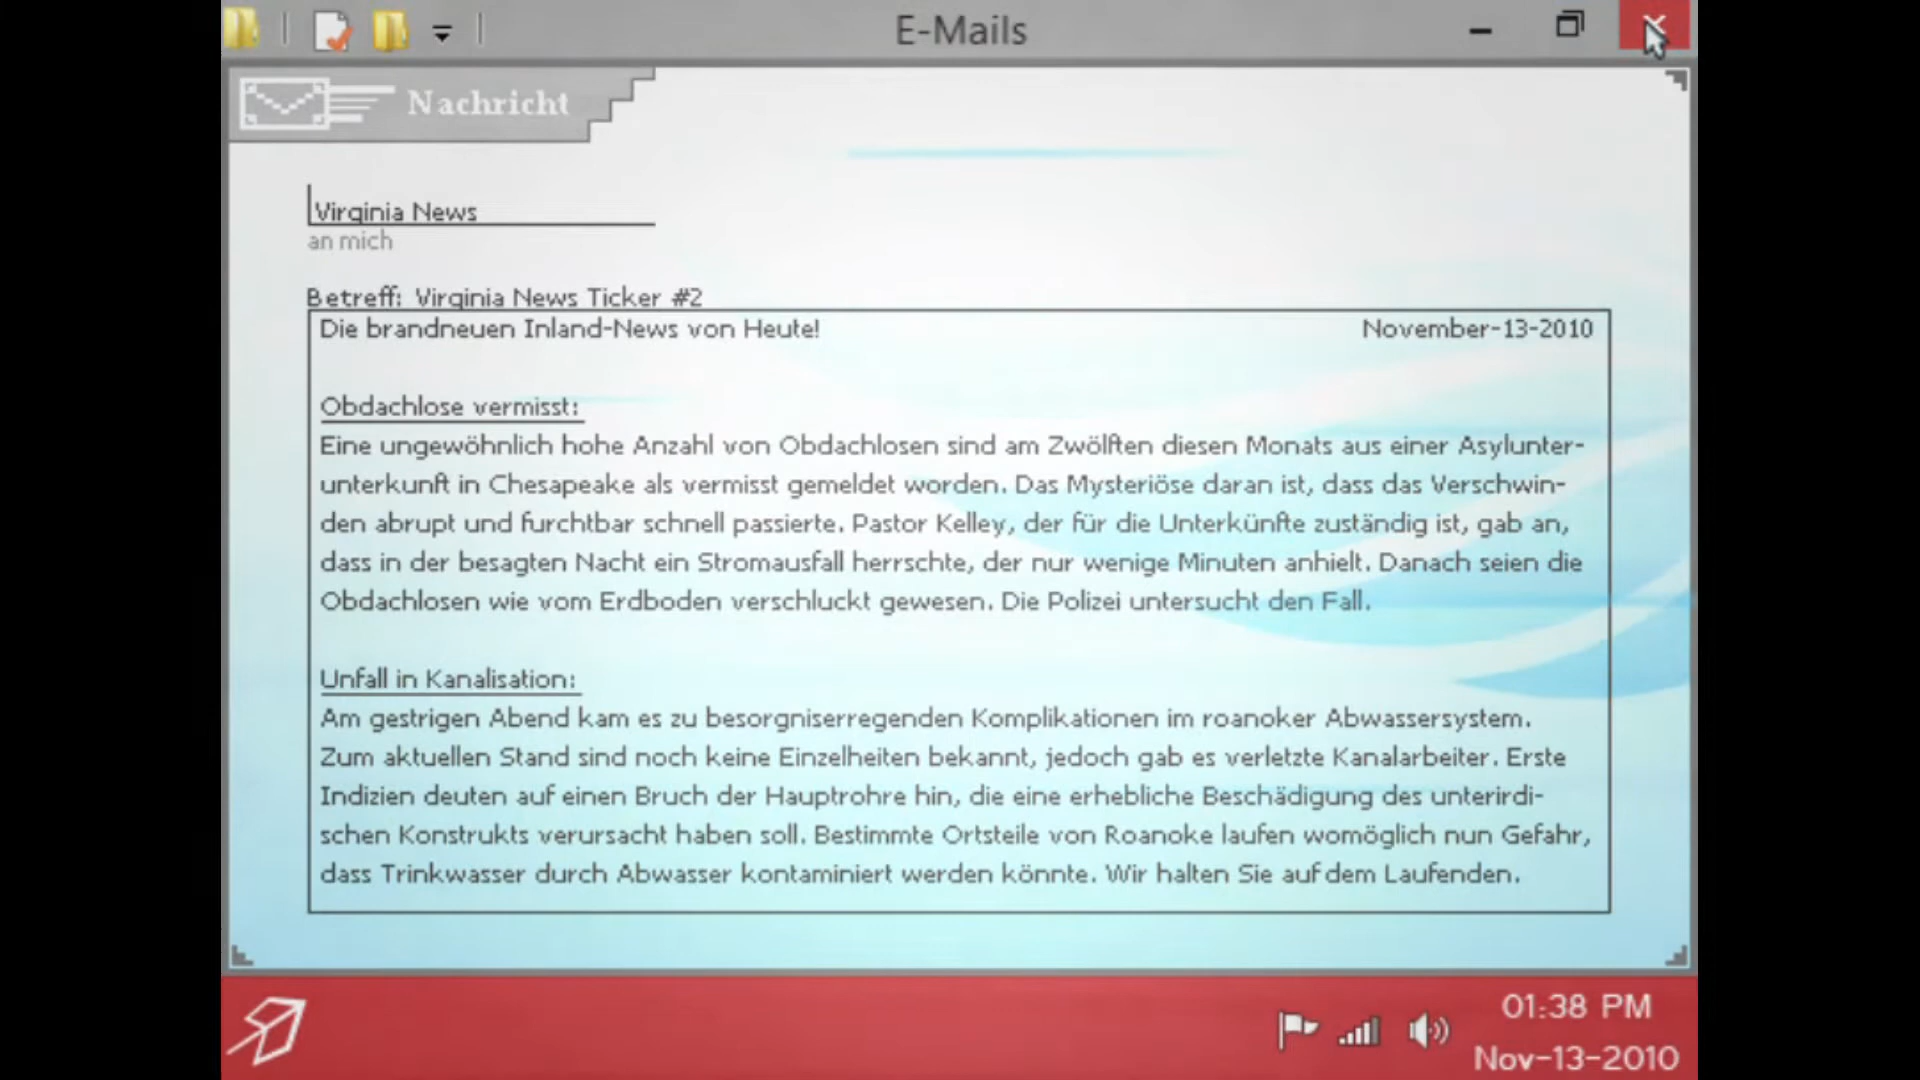 E-Mails
Nachricht
Virginia News
an mich
Betreff: Virginia News Ticker #2
Die brandneuen Inland-News von Heute! November-13-2010
Obdachlose vermisst:
Eine ungewöhnlich hohe Anzahl von Obdachlosen sind am Zwölften diesen Monats aus einer Asylunter-
unterkunft in Chesapeake als vermisst gemeldet worden. Das Mysteriöse daran ist, dass das Verschwin-
den abrupt und furchtbar schnell passierte. Pastor Kelley, der für die Unterkünfte zuständig ist, gab an,
dass in der besagten Nacht ein Stromausfall herrschte, der nur wenige Minuten anhielt. Danach seien die
Obdachlosen wie vom Erdboden verschluckt gewesen. Die Polizei untersucht den Fall.
Unfall in Kanalisation:
Am gestrigen Abend kam es zu besorgniserregenden Komplikationen im roanoker Abwassersystem.
Zum aktuellen Stand sind noch keine Einzelheiten bekannt, jedoch gab es verletzte Kanalarbeiter. Erste
Indizien deuten auf einen Bruch der Hauptrohre hin, die eine erhebliche Beschädigung des unterirdi-
schen Konstrukts verursacht haben soll. Bestimmte Ortsteile von Roanoke laufen womöglich nun Gefahr,
dass Trinkwasser durch Abwasser kontaminiert werden könnte. Wir halten Sie auf dem Laufenden.
01:38 PM
Nov-13-2010